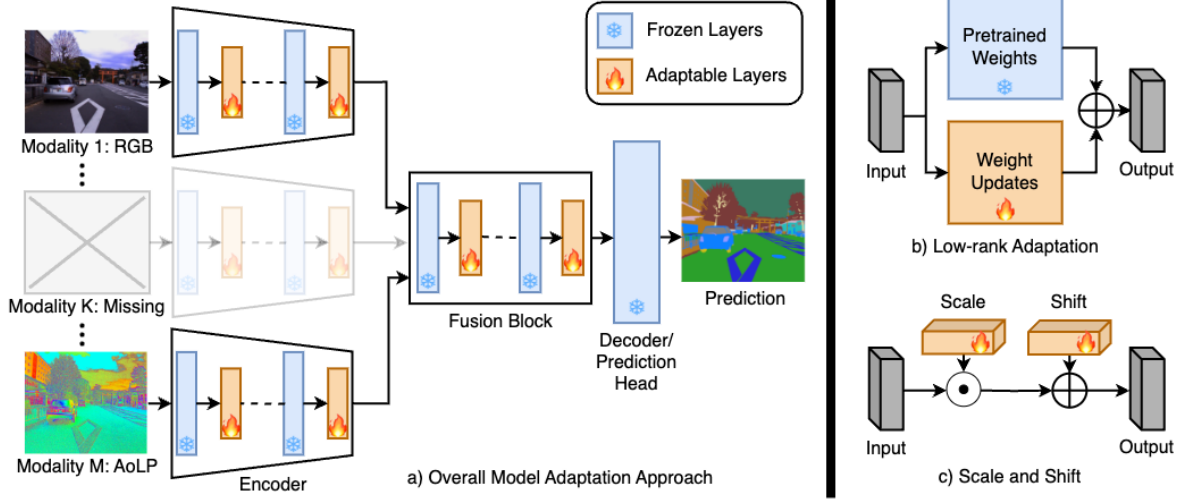 Frozen Layers
Adaptable Layers
Modality 1: RGB
Modality K: Missing
Modality M: AoLP
Encoder
Fusion Block
Decoder/
Prediction
Head
Prediction
a) Overall Model Adaptation Approach
Pretrained
Weights
Weight
Updates
Input
Output
b) Low-rank Adaptation
Scale
Shift
Input
Output
c) Scale and Shift